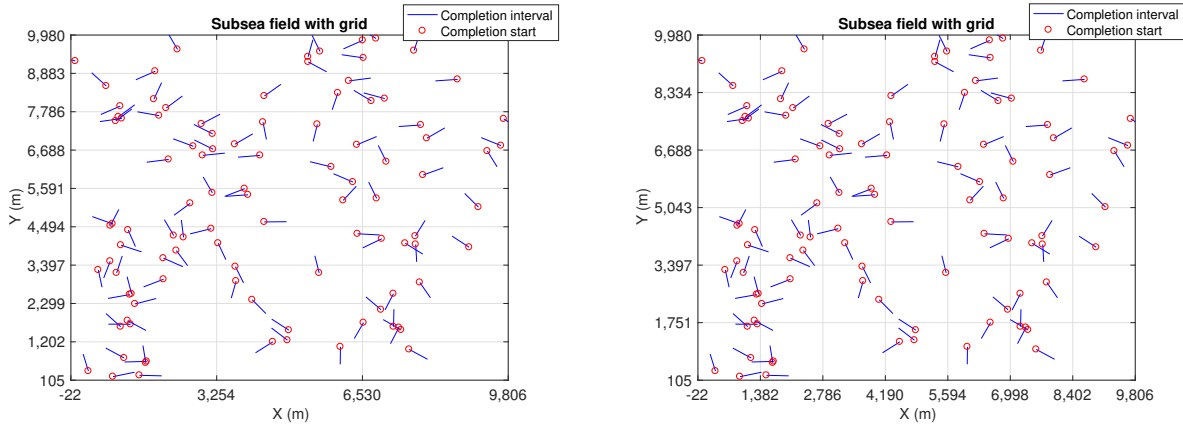 Subsea field with grid
Completion interval
Completion start
9,980
8,883
7,786
6,688
5,591
4,494
3,397
2,299
1,202
105
Y (m)
-22
3,254
6,530
9,806
X (m)
Subsea field with grid
Completion interval
Completion start
9,980
8,334
6,688
5,043
3,397
1,751
105
Y (m)
-22
1,382
2,786
4,190
5,594
6,998
8,402
9,806
X (m)